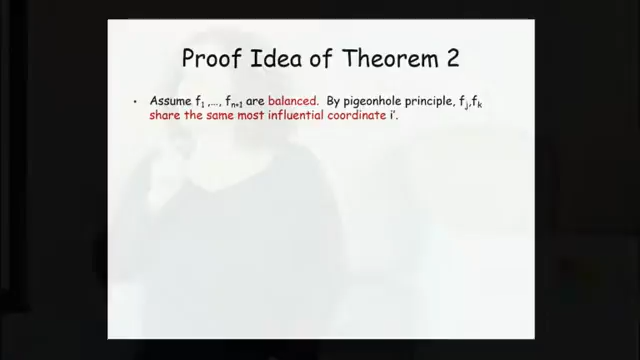 Proof Idea of Theorem 2
• Assume f₁ ,…, fₙ₊₁ are balanced. By pigeonhole principle, fⱼ,fₖ
share the same most influential coordinate i'.